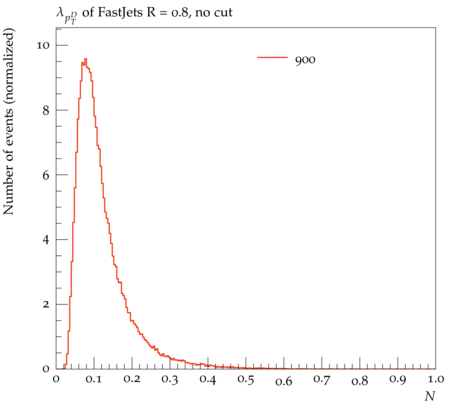 λ_{p_T^D} of FastJets R = 0.8, no cut
Number of events (normalized)
10
8
6
4
2
0
900
0 0.1 0.2 0.3 0.4 0.5 0.6 0.7 0.8 0.9 1.0
N